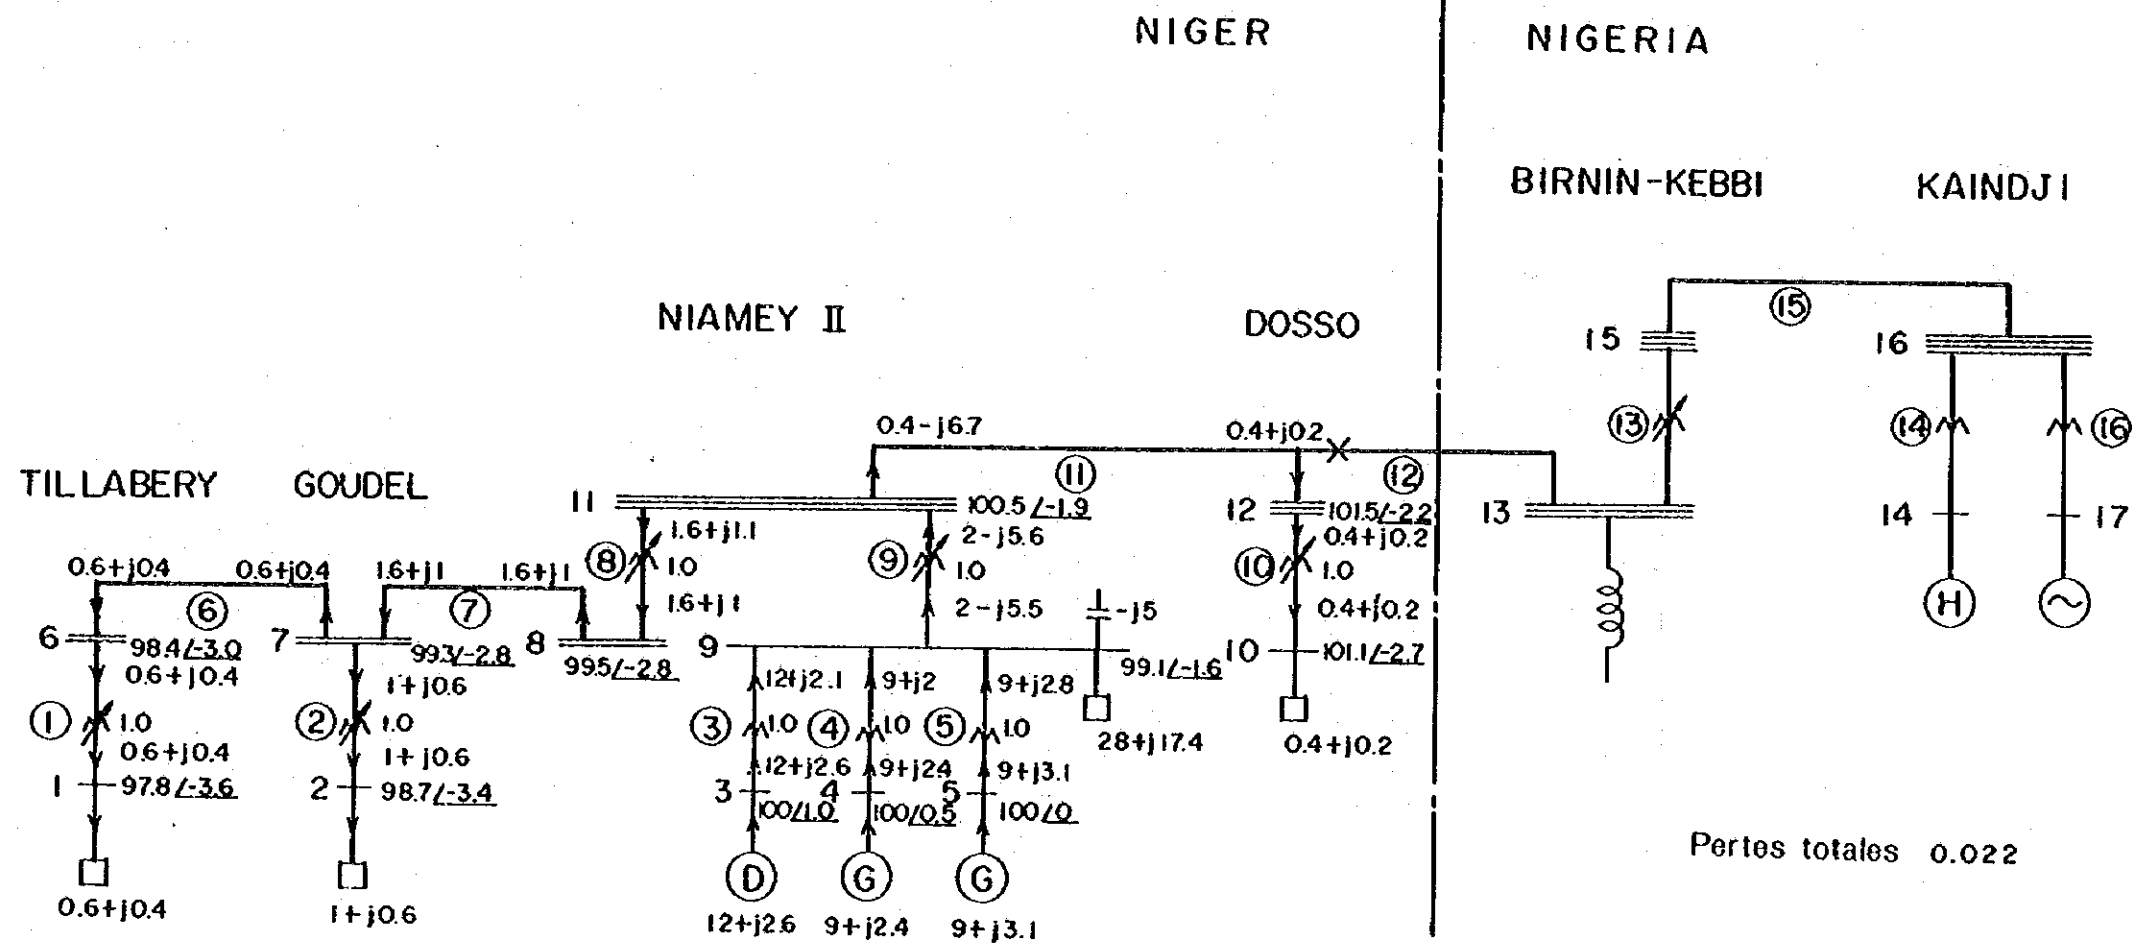 NIGER
NIGERIA
BIRNIN-KEBBI
KAINDJI
NIAMEY II
DOSSO
TILLABERY
GOUDEL
15
15
16
13
14
16
14
17
13
0.4-j6.7
0.4+j0.2
11
12
11
100.5/-1.9
12
101.5/-2.2
1.6+j1.1
2-j5.6
0.4+j0.2
8
1.0
9
1.0
10
1.0
1.6+j1
2-j5.5
0.4+j0.2
-j5
0.6+j0.4
0.6+j0.4
1.6+j1
1.6+j1
6
7
6
98.4/-3.0
7
99.3/-2.8
8
99.5/-2.8
9
99.1/-1.6
10
101.1/-2.7
0.6+j0.4
1+j0.6
12+j2.1
9+j2
9+j2.8
1
1.0
2
1.0
3
1.0
4
1.0
5
1.0
28+j17.4
0.4+j0.2
0.6+j0.4
1+j0.6
12+j2.6
9+j2.4
9+j3.1
1
97.8/-3.6
2
98.7/-3.4
3
100/1.0
4
100/0.5
5
100/0
H
D
G
G
0.6+j0.4
1+j0.6
12+j2.6
9+j2.4
9+j3.1
Pertes totales 0.022